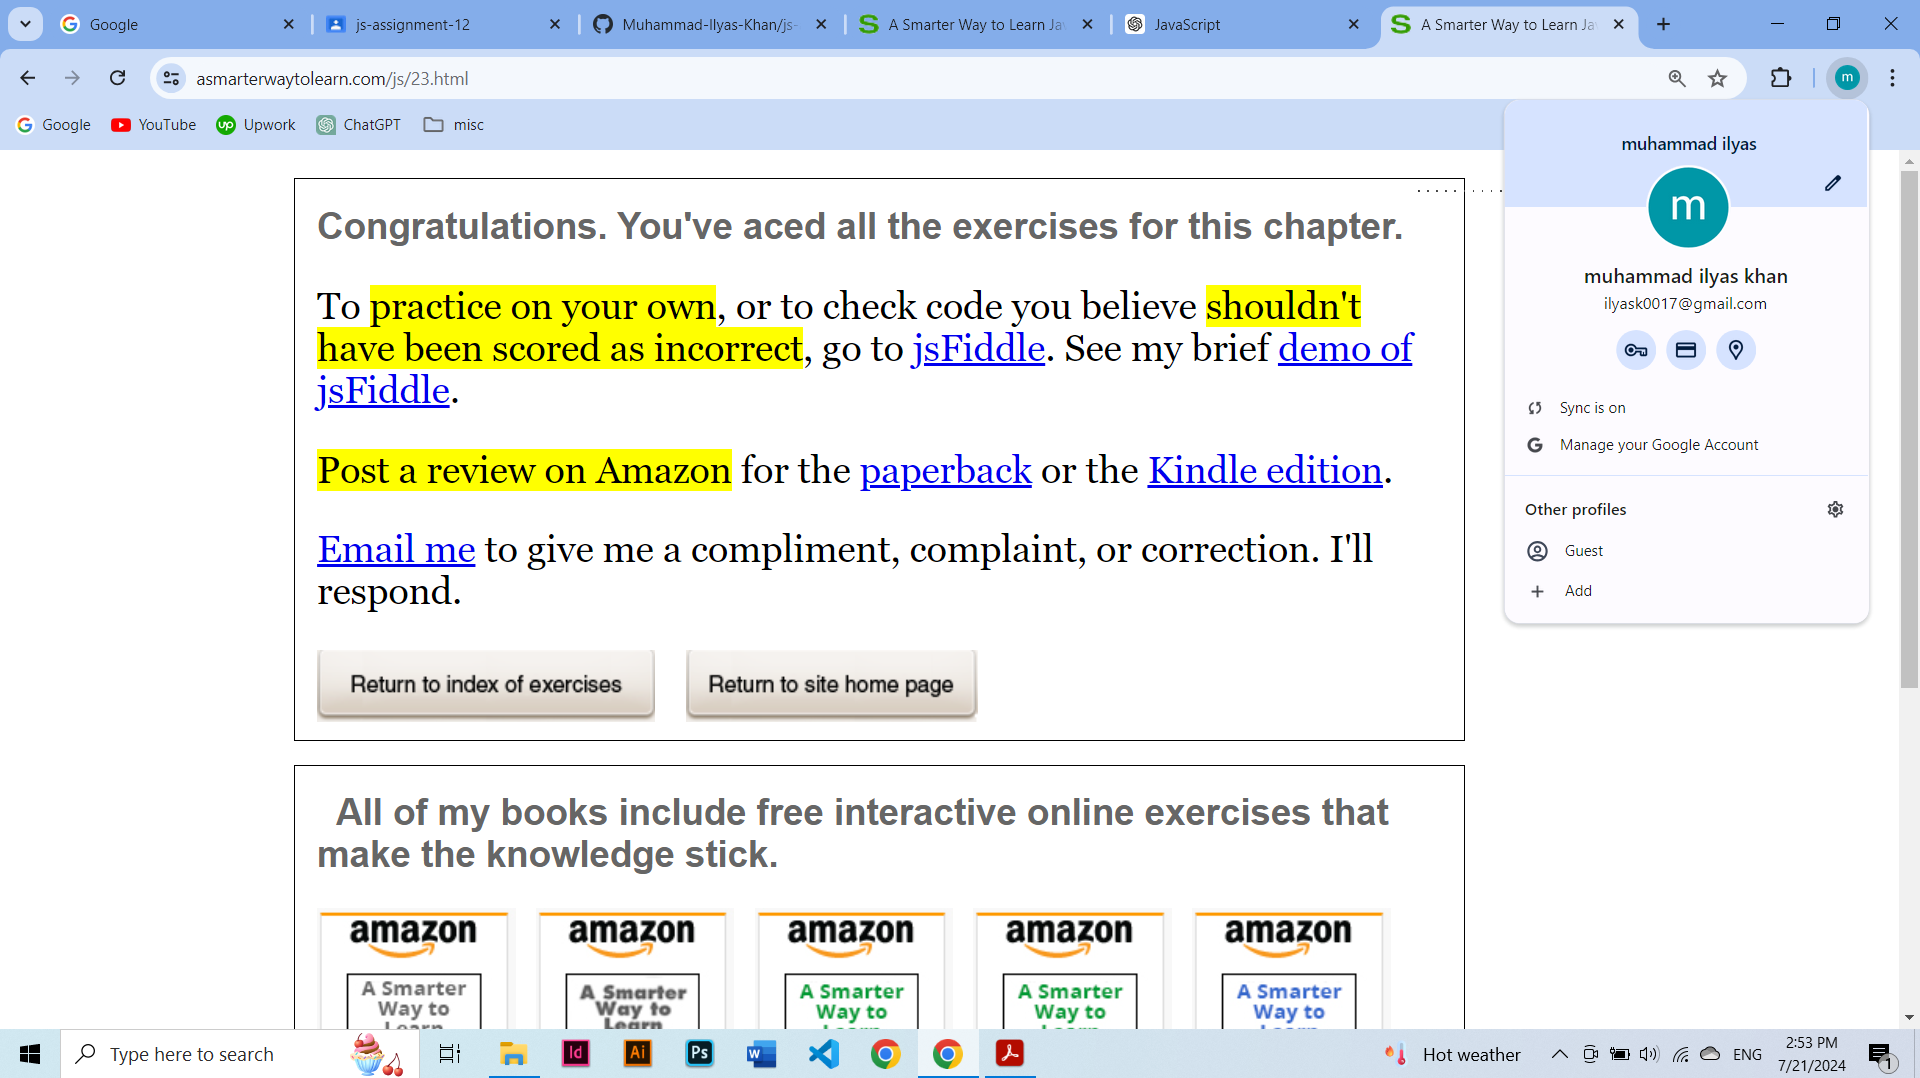 Google
js-assignment-12
Muhammad-Ilyas-Khan/js-
A Smarter Way to Learn Ja
JavaScript
A Smarter Way to Learn Ja
asmarterwaytolearn.com/js/23.html
m
Google
YouTube
up Upwork
ChatGPT
misc
muhammad ilyas
m
muhammad ilyas khan
ilyask0017@gmail.com
Sync is on
Manage your Google Account
Other profiles
Guest
Add
Congratulations. You've aced all the exercises for this chapter.
To practice on your own, or to check code you believe shouldn't
have been scored as incorrect, go to jsFiddle. See my brief demo of
jsFiddle.
Post a review on Amazon for the paperback or the Kindle edition.
Email me to give me a compliment, complaint, or correction. I'll
respond.
Return to index of exercises
Return to site home page
All of my books include free interactive online exercises that
make the knowledge stick.
amazon
A Smarter
Way to
Learn
amazon
A Smarter
Way to
Learn
amazon
A Smarter
Way to
amazon
A Smarter
Way to
amazon
A Smarter
Way to
Type here to search
Id
Ai
Ps
W
Hot weather
ENG
2:53 PM
7/21/2024
1